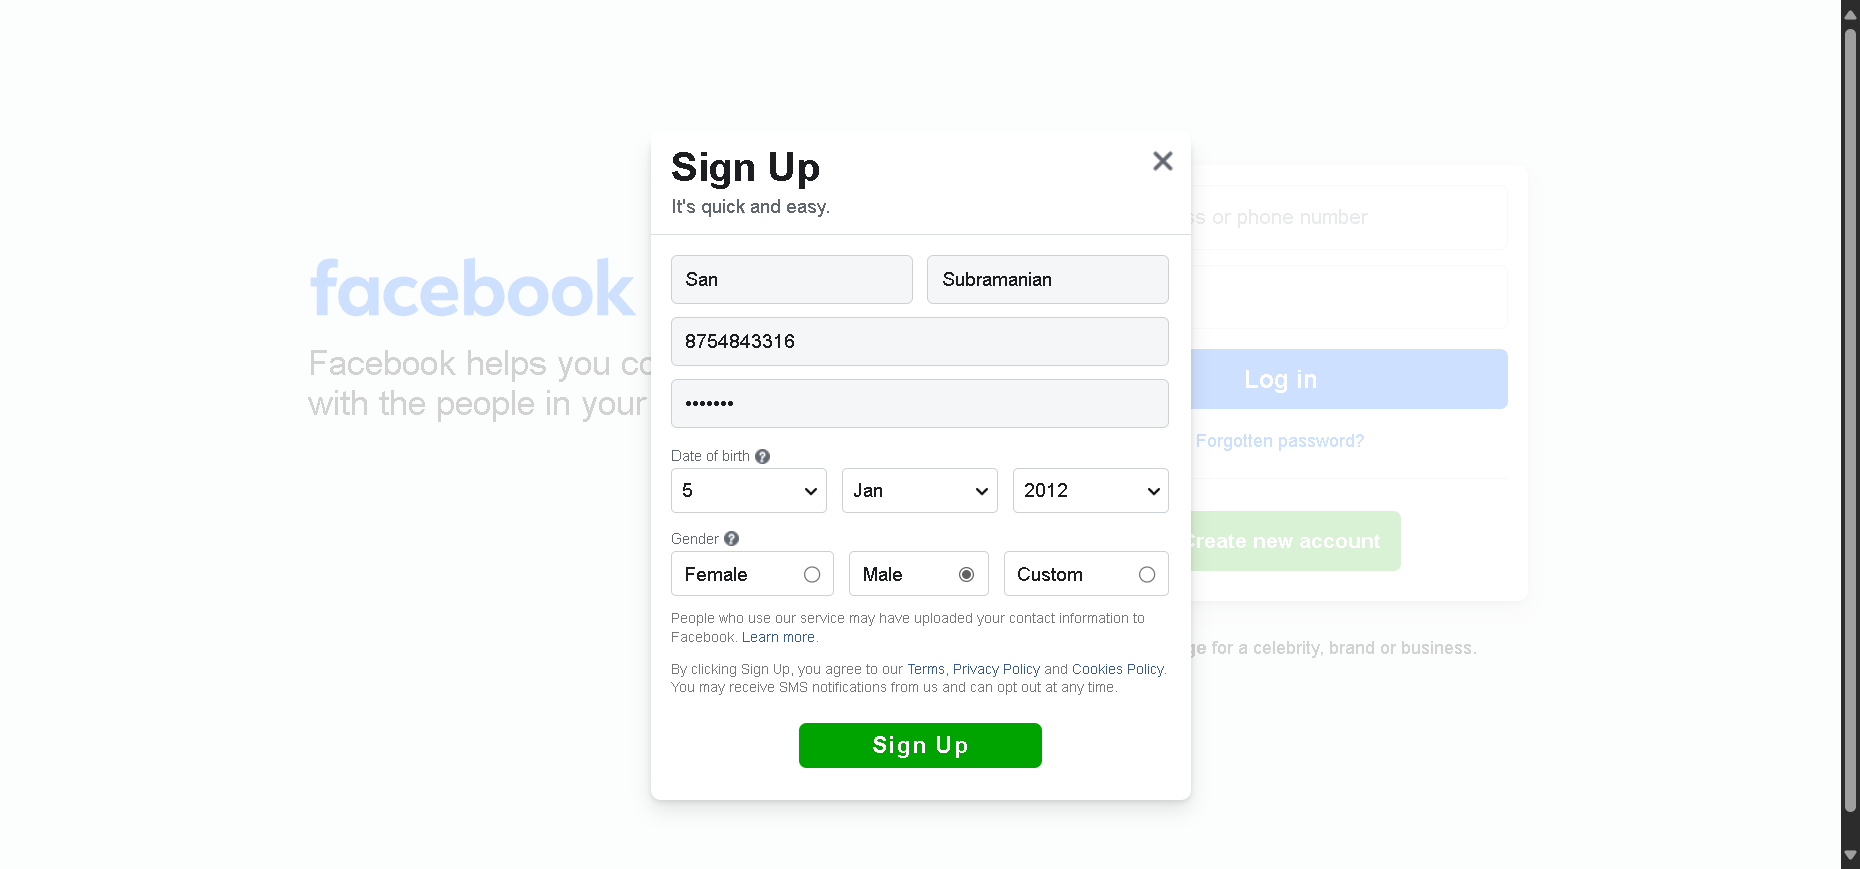 Sign Up
It's quick and easy.
San Subramanian
8754843316
•••••••
Date of birth ?
5 Jan 2012
Gender ?
Female Male Custom
People who use our service may have uploaded your contact information to
Facebook. Learn more.
By clicking Sign Up, you agree to our Terms, Privacy Policy and Cookies Policy.
You may receive SMS notifications from us and can opt out at any time.
Sign Up
facebook
Facebook helps you
with the people in your
or phone number
Log in
Forgotten password?
Create new account
for a celebrity, brand or business.